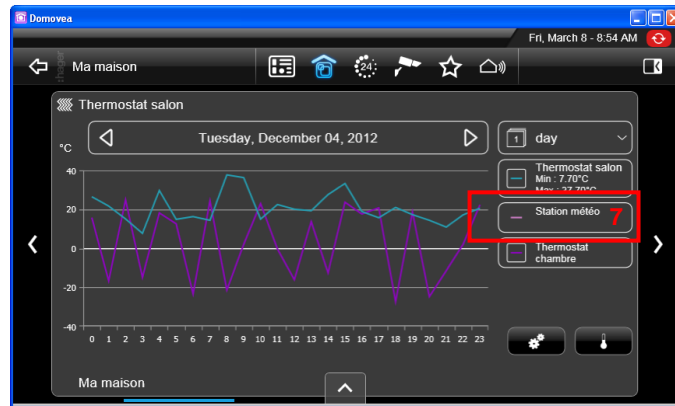 Domovea
Fri, March 8 - 8:54 AM
:hager
Ma maison
24
Thermostat salon
°C
Tuesday, December 04, 2012
1 day
40
20
0
-20
-40
0 1 2 3 4 5 6 7 8 9 10 11 12 13 14 15 16 17 18 19 20 21 22 23
Thermostat salon
Min : 7.70°C
Max : 37.70°C
Station météo 7
Thermostat
chambre
Ma maison